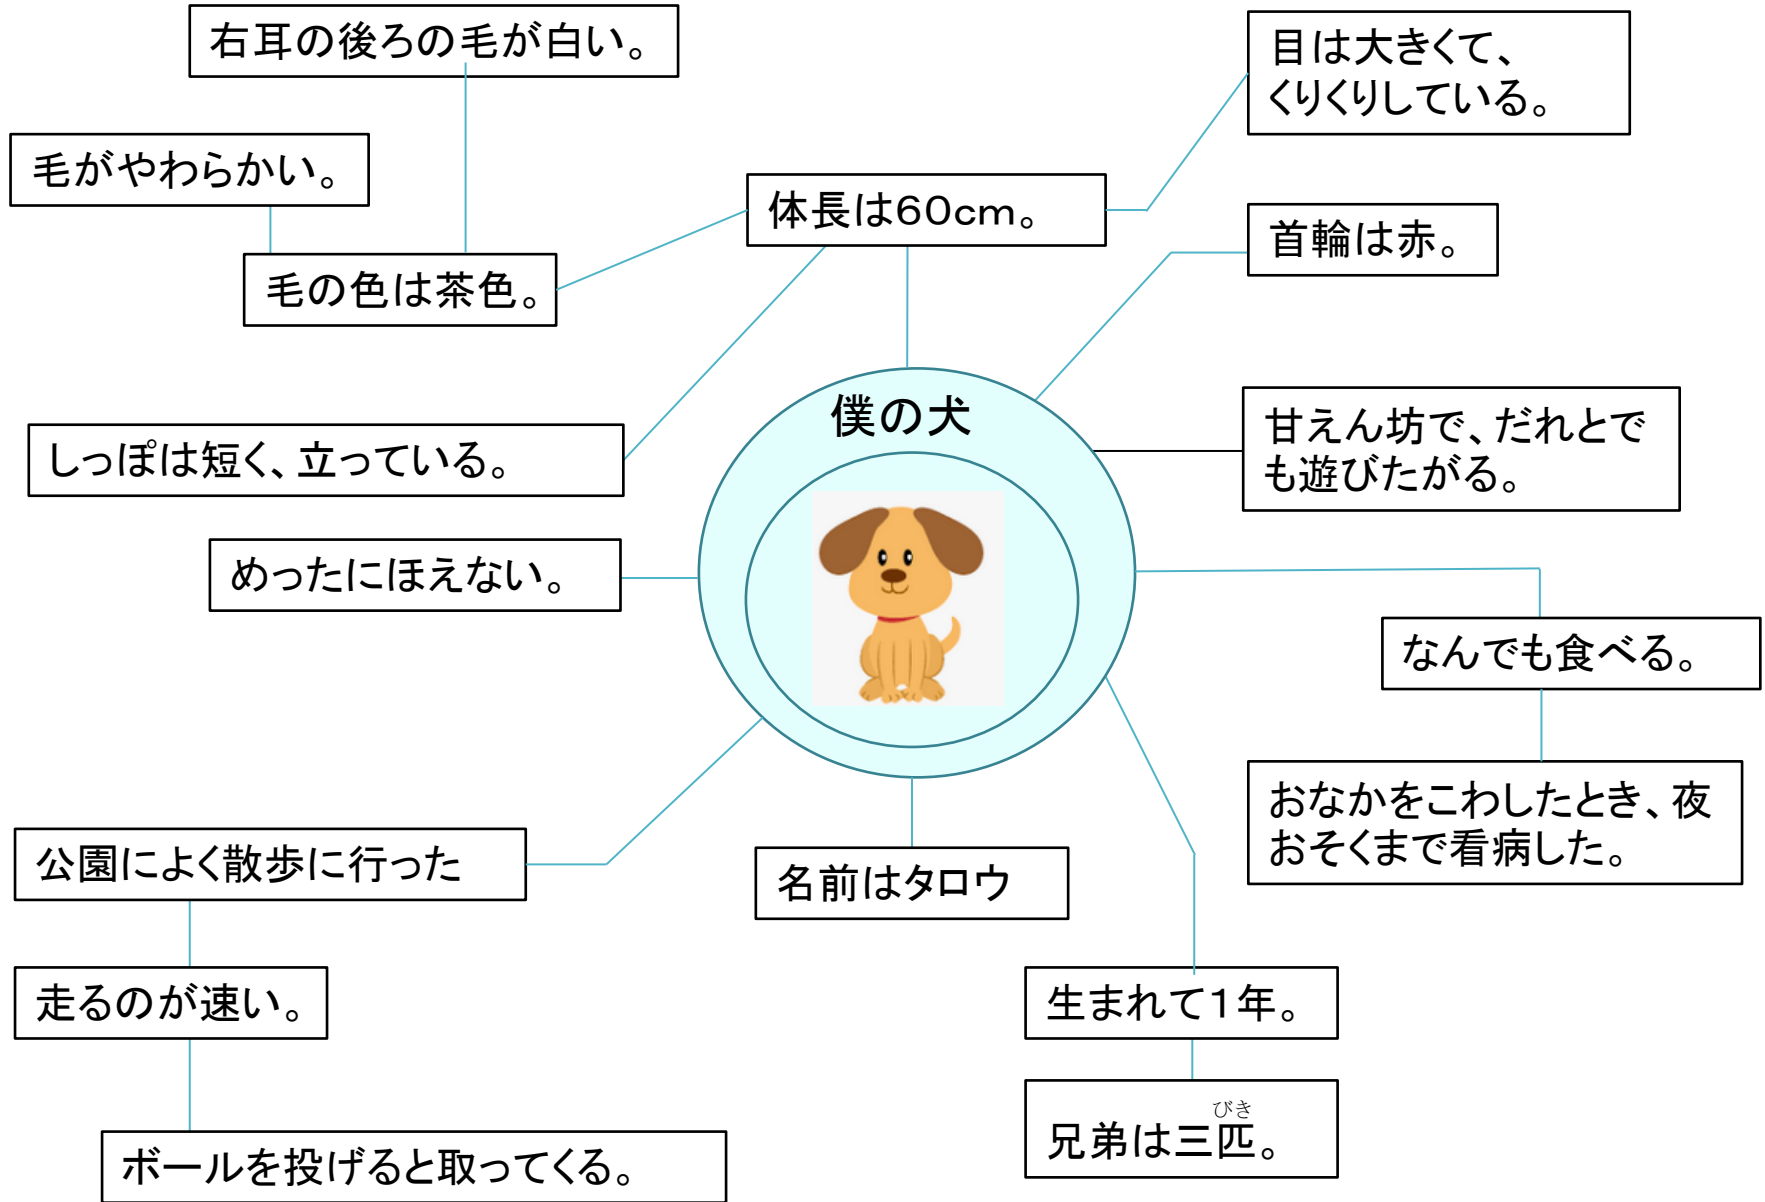 右耳の後ろの毛が白い。
目は大きくて、
くりくりしている。
毛がやわらかい。
体長は60cm。
首輪は赤。
毛の色は茶色。
僕の犬
甘えん坊で、だれとで
も遊びたがる。
しっぽは短く、立っている。
めったにほえない。
なんでも食べる。
おなかをこわしたとき、夜
おそくまで看病した。
公園によく散歩に行った
名前はタロウ
走るのが速い。
生まれて1年。
びき
兄弟は三匹。
ボールを投げると取ってくる。